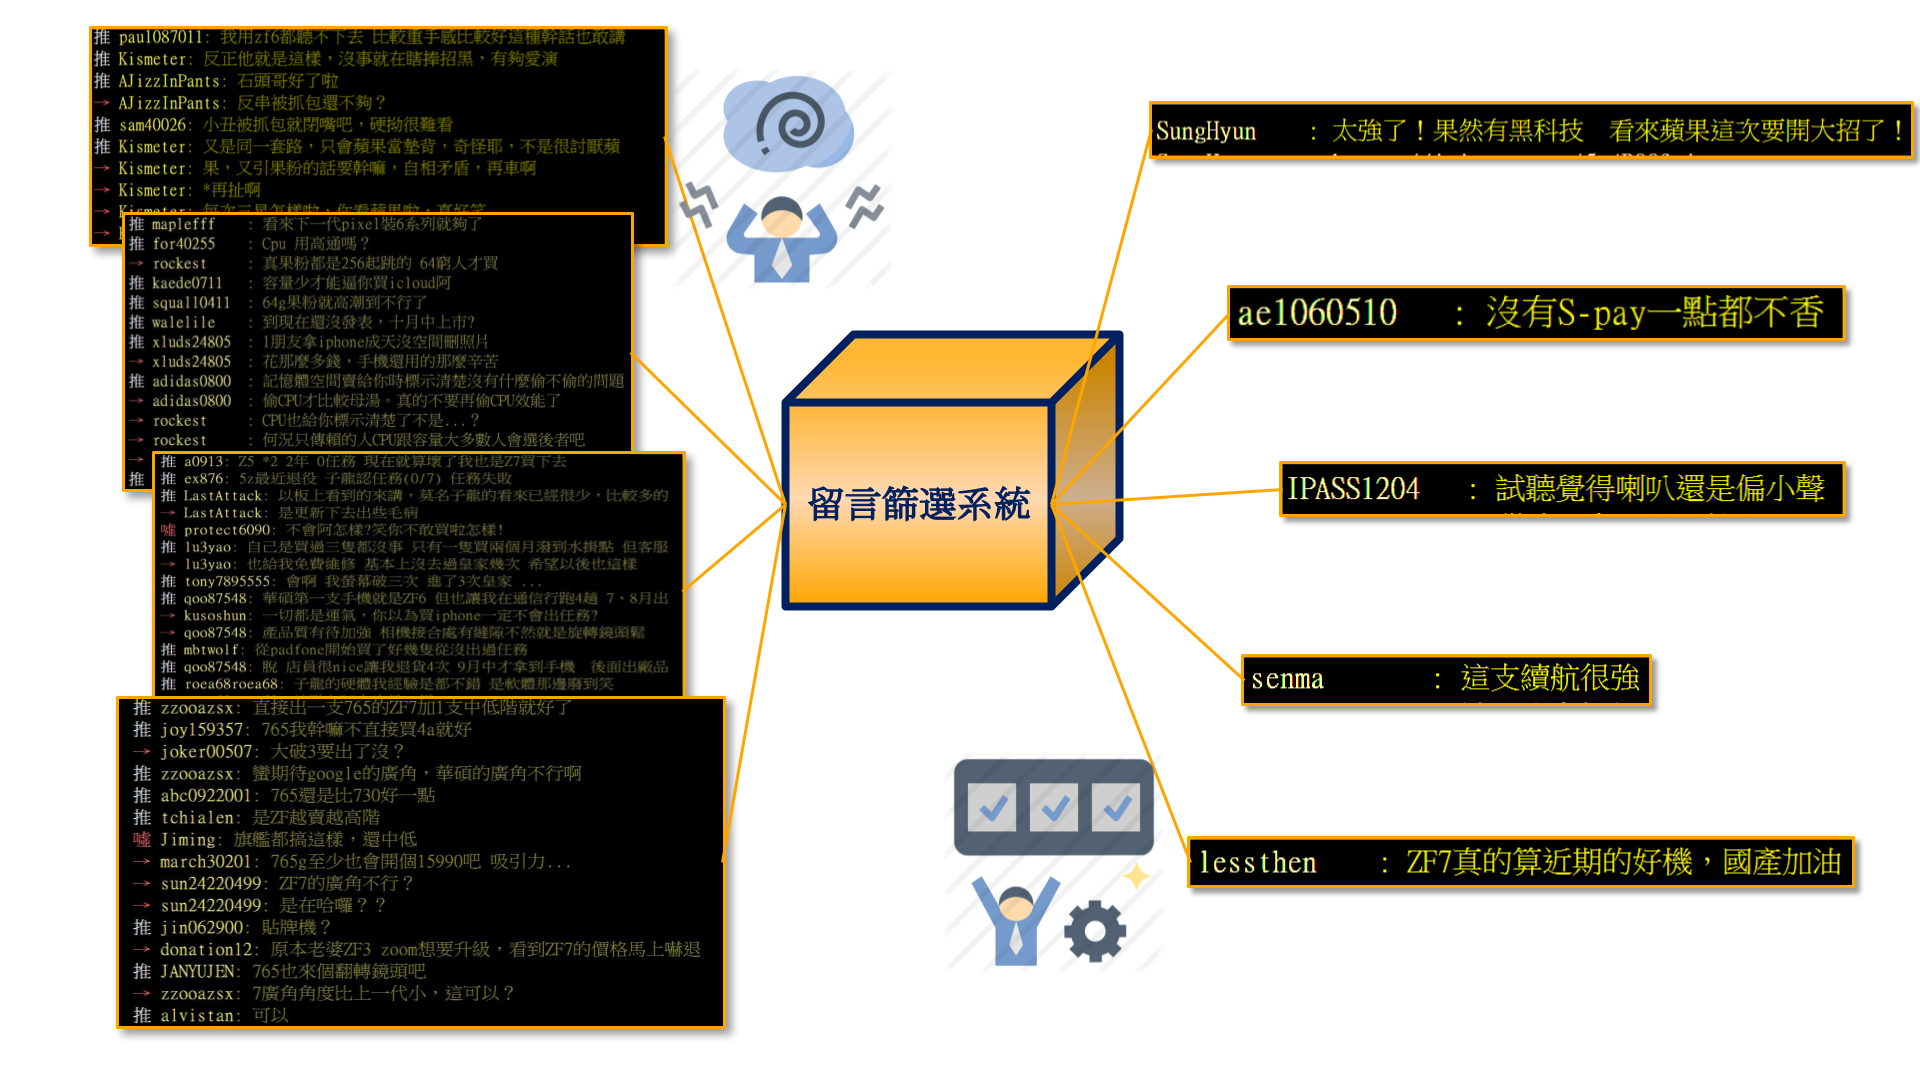 推 paul087011: 我用zf6都聽不下去 比較重手感比較好這種幹話也敢講
推 Kismeter: 反正他就是這樣，沒事就在瞎捧招黑，有夠愛演
推 AJizzInPants: 石頭哥好了啦
→ AJizzInPants: 反串被抓包還不夠？
推 sam40026: 小丑被抓包就閉嘴吧，硬拗很難看
推 Kismeter: 又是同一套路，只會蘋果當墊背，奇怪耶，不是很討厭蘋
→ Kismeter: 果，又引果粉的話要幹嘛，自相矛盾，再車啊
→ Kismeter: *再扯啊
→ Kismeter: 每次三星怎樣啦，你看蘋果啦，真好笑
推 maplefff : 看來下一代pixel裝6系列就夠了
推 for40255 : Cpu 用高通嗎？
→ rockest : 真果粉都是256起跳的 64窮人才買
推 kaede0711 : 容量少才能逼你買icloud阿
推 squall0411 : 64g果粉就高潮到不行了
推 walelile : 到現在還沒發表，十月中上市?
推 xluds24805 : 1朋友拿iphone成天沒空間刪照片
→ xluds24805 : 花那麼多錢，手機還用的那麼辛苦
推 adidas0800 : 記憶體空間賣給你時標示清楚沒有什麼偷不偷的問題
→ adidas0800 : 偷CPU才比較母湯。真的不要再偷CPU效能了
→ rockest : CPU也給你標示清楚了不是...？
→ rockest : 何況只傳賴的人CPU跟容量大多數人會選後者吧
→
推
推 a0913: Z5 *2 2年 0任務 現在就算壞了我也是Z7買下去
推 ex876: 5z最近退役 子龍認任務(0/7) 任務失敗
推 LastAttack: 以板上看到的來講，莫名子龍的看來已經很少，比較多的
→ LastAttack: 是更新下去出些毛病
噓 protect6090: 不會阿怎樣?笑你不敢買啦怎樣!
推 lu3yao: 自己是買過三隻都沒事 只有一隻買兩個月潑到水掛點 但客服
→ lu3yao: 也給我免費維修 基本上沒去過皇家幾次 希望以後也這樣
推 tony7895555: 會啊 我螢幕破三次 進了3次皇家 ...
推 qoo87548: 華碩第一支手機就是ZF6 但也讓我在通信行跑4趟 7、8月出
→ kusoshun: 一切都是運氣，你以為買iphone一定不會出任務?
→ qoo87548: 產品質有待加強 相機接合處有縫隙不然就是旋轉鏡頭鬆
推 mbtwolf: 從padfone開始買了好幾隻從沒出過任務
推 qoo87548: 脫 店員很nice讓我退貨4次 9月中才拿到手機 後面出廠品
推 roea68roea68: 子龍的硬體我經驗是都不錯 是軟體那邊廢到笑
推 zzooazsx: 直接出一支765的ZF7加1支中低階就好了
推 joy159357: 765我幹嘛不直接買4a就好
→ joker00507: 大破3要出了沒？
推 zzooazsx: 蠻期待google的廣角，華碩的廣角不行啊
推 abc0922001: 765還是比730好一點
推 tchialen: 是ZF越賣越高階
噓 Jiming: 旗艦都搞這樣，還中低
→ march30201: 765g至少也會開個15990吧 吸引力...
→ sun24220499: ZF7的廣角不行？
→ sun24220499: 是在哈囉？？
推 jin062900: 貼牌機？
→ donation12: 原本老婆ZF3 zoom想要升級，看到ZF7的價格馬上嚇退
推 JANYUJEN: 765也來個翻轉鏡頭吧
→ zzooazsx: 7廣角角度比上一代小，這可以？
推 alvistan: 可以
留言篩選系統
SungHyun : 太強了！果然有黑科技 看來蘋果這次要開大招了！
ae1060510 : 沒有S-pay一點都不香
IPASS1204 : 試聽覺得喇叭還是偏小聲
senma : 這支續航很強
lessthen : ZF7真的算近期的好機，國產加油